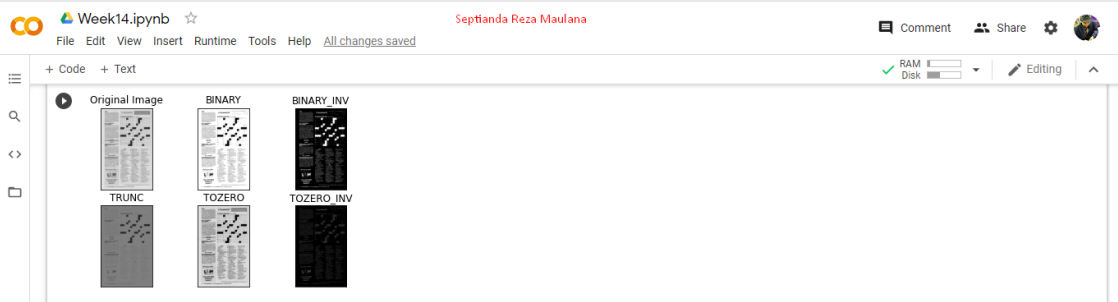 Week14.ipynb
Septianda Reza Maulana
Comment
Share
File Edit View Insert Runtime Tools Help All changes saved
+ Code + Text
RAM
Disk
Editing
Original Image BINARY BINARY_INV
TRUNC TOZERO TOZERO_INV